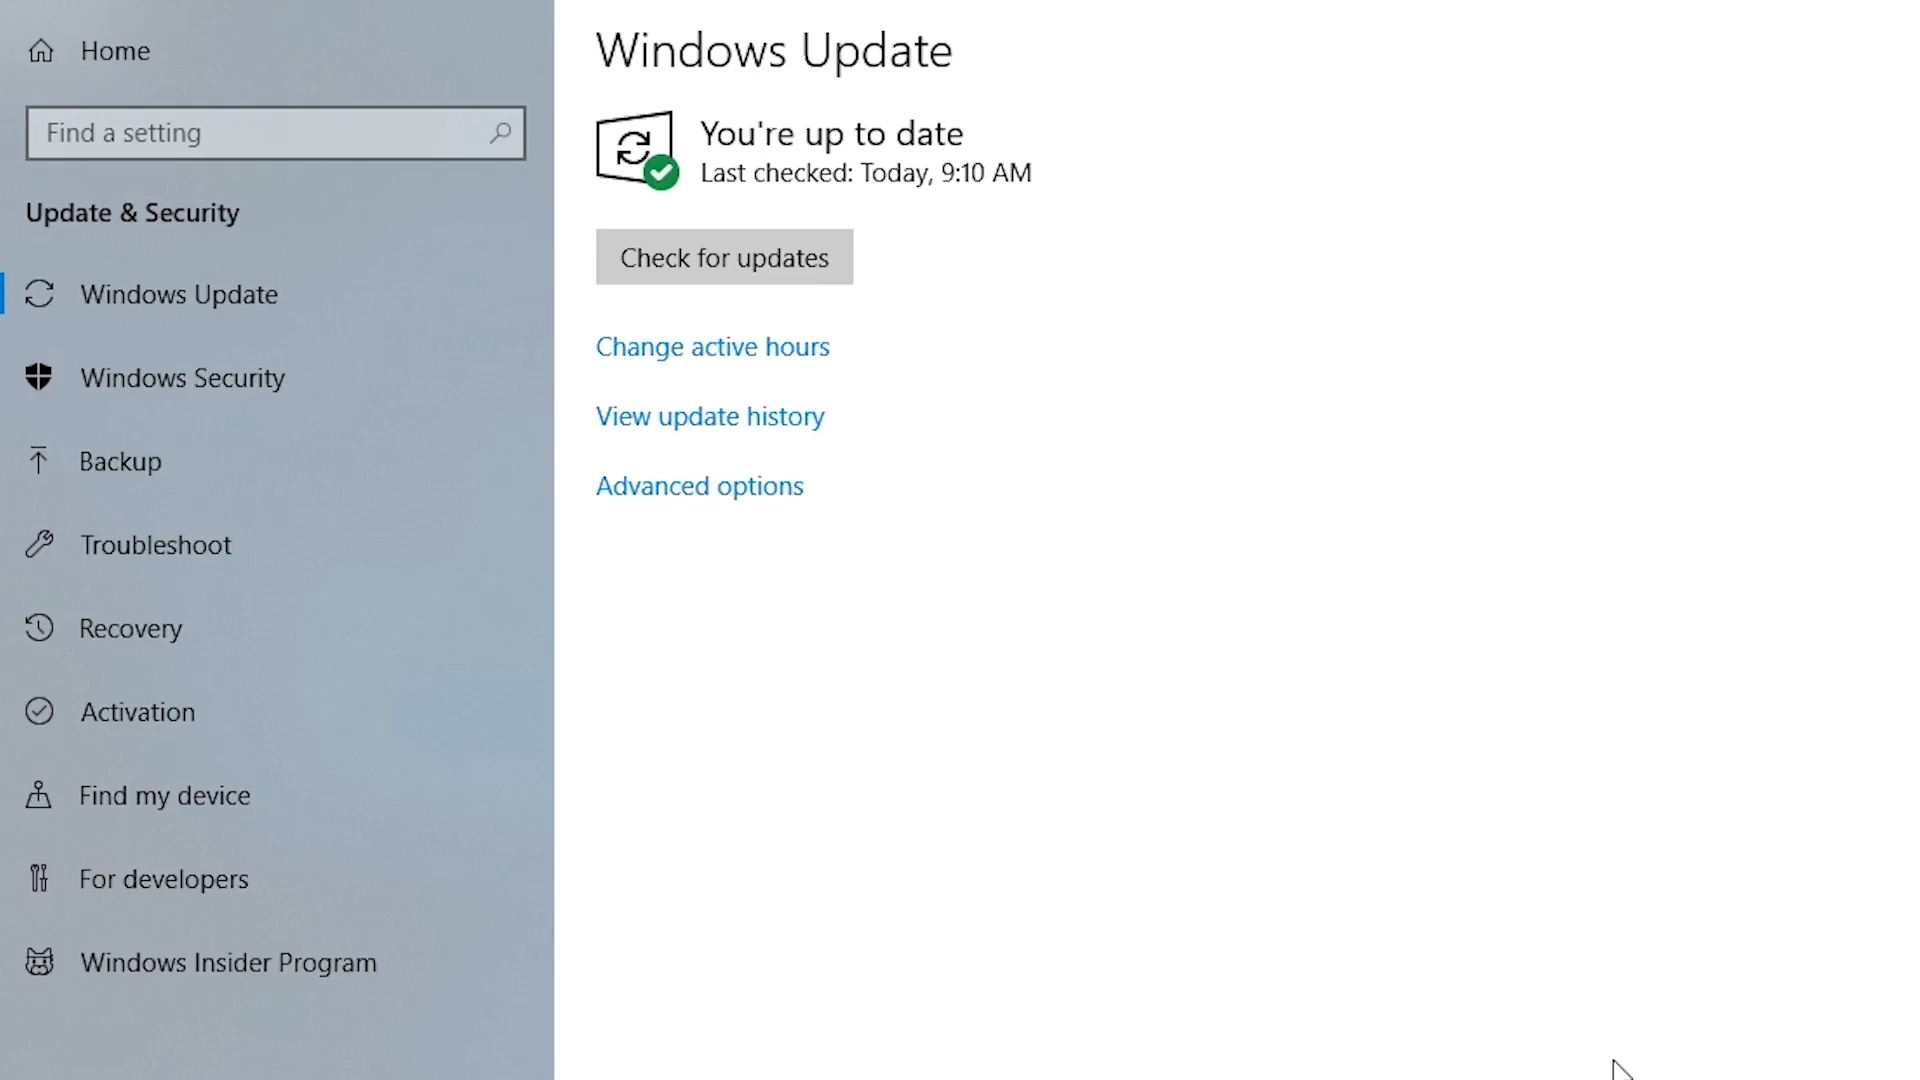 Home
Find a setting
Update & Security
Windows Update
Windows Security
Backup
Troubleshoot
Recovery
Activation
Find my device
For developers
Windows Insider Program
Windows Update
You're up to date
Last checked: Today, 9:10 AM
Check for updates
Change active hours
View update history
Advanced options